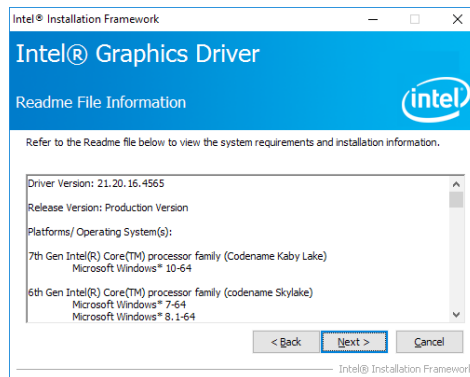 Intel® Installation Framework
Intel® Graphics Driver
Readme File Information
intel
Refer to the Readme file below to view the system requirements and installation information.
Driver Version: 21.20.16.4565
Release Version: Production Version
Platforms/ Operating System(s):
7th Gen Intel(R) Core(TM) processor family (Codename Kaby Lake)
Microsoft Windows* 10-64
6th Gen Intel(R) Core(TM) processor family (codename Skylake)
Microsoft Windows* 7-64
Microsoft Windows* 8.1-64
< Back Next > Cancel
Intel® Installation Framework